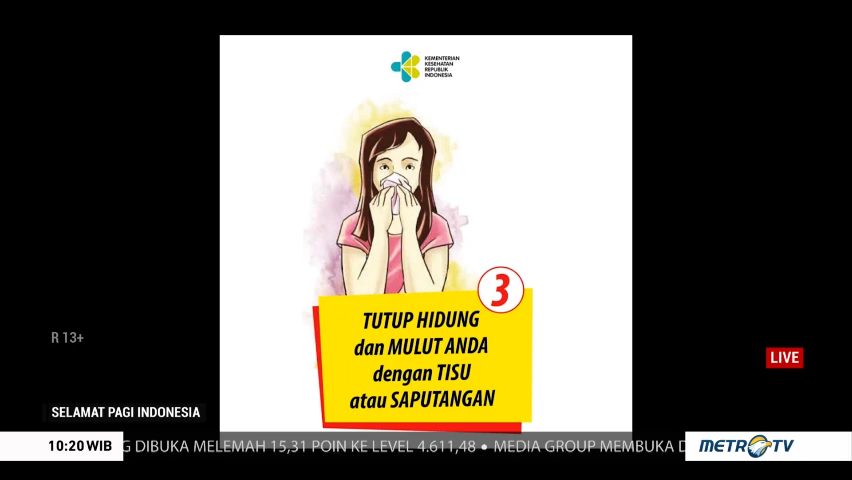 KEMENTERIAN
KESEHATAN
REPUBLIK
INDONESIA
3
TUTUP HIDUNG
dan MULUT ANDA
dengan TISU
atau SAPUTANGAN
R 13+
LIVE
SELAMAT PAGI INDONESIA
10:20 WIB
DIBUKA MELEMAH 15,31 POIN KE LEVEL 4.611,48 ● MEDIA GROUP MEMBUKA
METRO TV